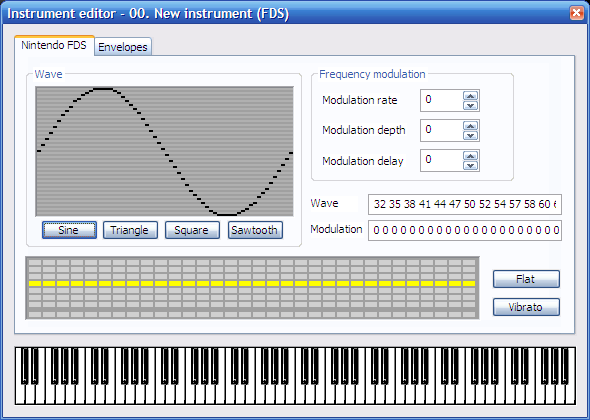 Instrument editor - 00. New instrument (FDS)
Nintendo FDS Envelopes
Wave
Frequency modulation
Modulation rate 0
Modulation depth 0
Modulation delay 0
Wave 32 35 38 41 44 47 50 52 54 57 58 60
Modulation 0 0 0 0 0 0 0 0 0 0 0 0 0 0 0 0 0 0 0 0 0
Sine Triangle Square Sawtooth
Flat
Vibrato